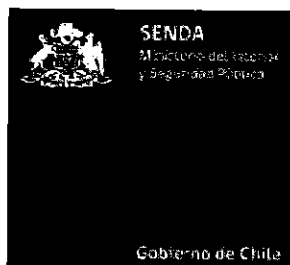 SENDA
Ministerio del Interior
y Seguridad Pública
Gobierno de Chile